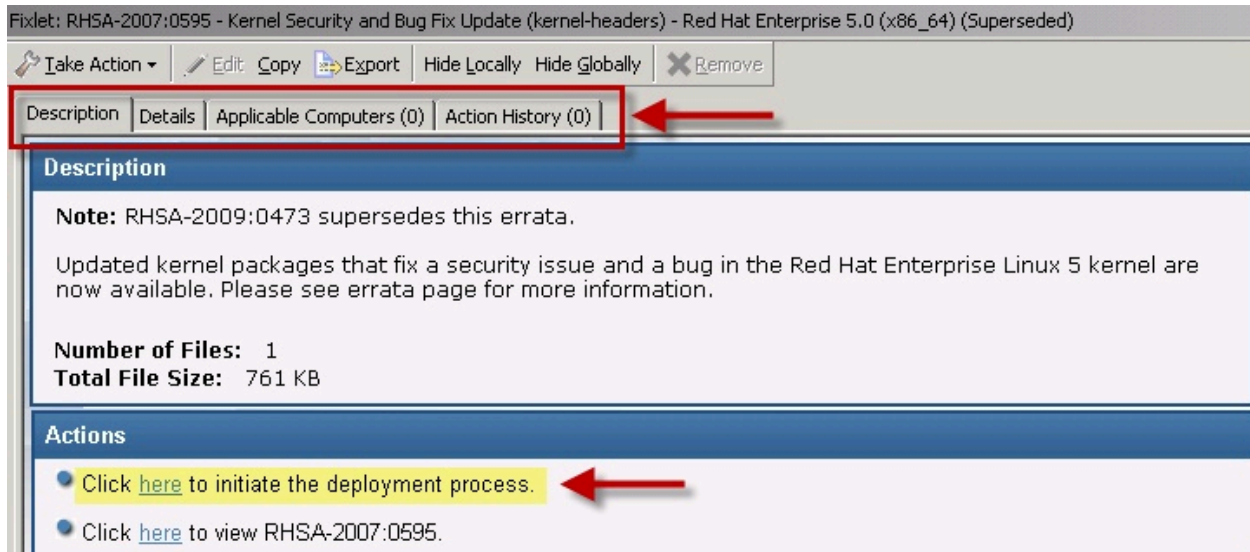 Fixlet: RHSA-2007:0595 - Kernel Security and Bug Fix Update (kernel-headers) - Red Hat Enterprise 5.0 (x86_64) (Superseded)
Take Action Edit Copy Export Hide Locally Hide Globally Remove
Description Details Applicable Computers (0) Action History (0)
Description
Note: RHSA-2009:0473 supersedes this errata.
Updated kernel packages that fix a security issue and a bug in the Red Hat Enterprise Linux 5 kernel are
now available. Please see errata page for more information.
Number of Files: 1
Total File Size: 761 KB
Actions
Click here to initiate the deployment process.
Click here to view RHSA-2007:0595.